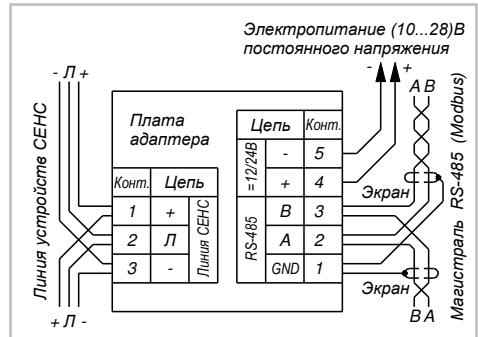 Электропитание (10...28)В
постоянного напряжения
- Л +
- +
А В
Плата
адаптера
Цепь Конт.
=12/24В
- 5
+ 4
RS-485
B 3
A 2
GND 1
Конт. Цепь
1 +
2 Л
3 -
Линия СЕНС
Экран
Экран
Линия устройств СЕНС
Магистраль RS-485 (Modbus)
+ Л -
В А